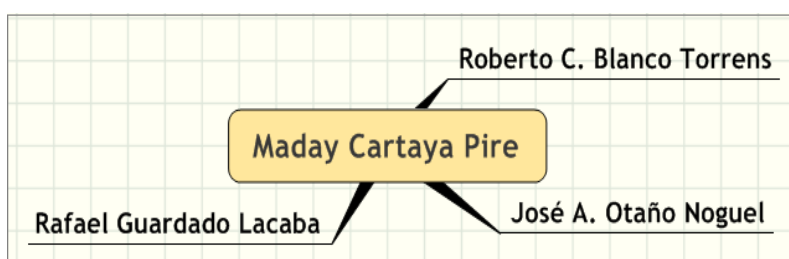 Roberto C. Blanco Torrens
Maday Cartaya Pire
José A. Otaño Noguel
Rafael Guardado Lacaba